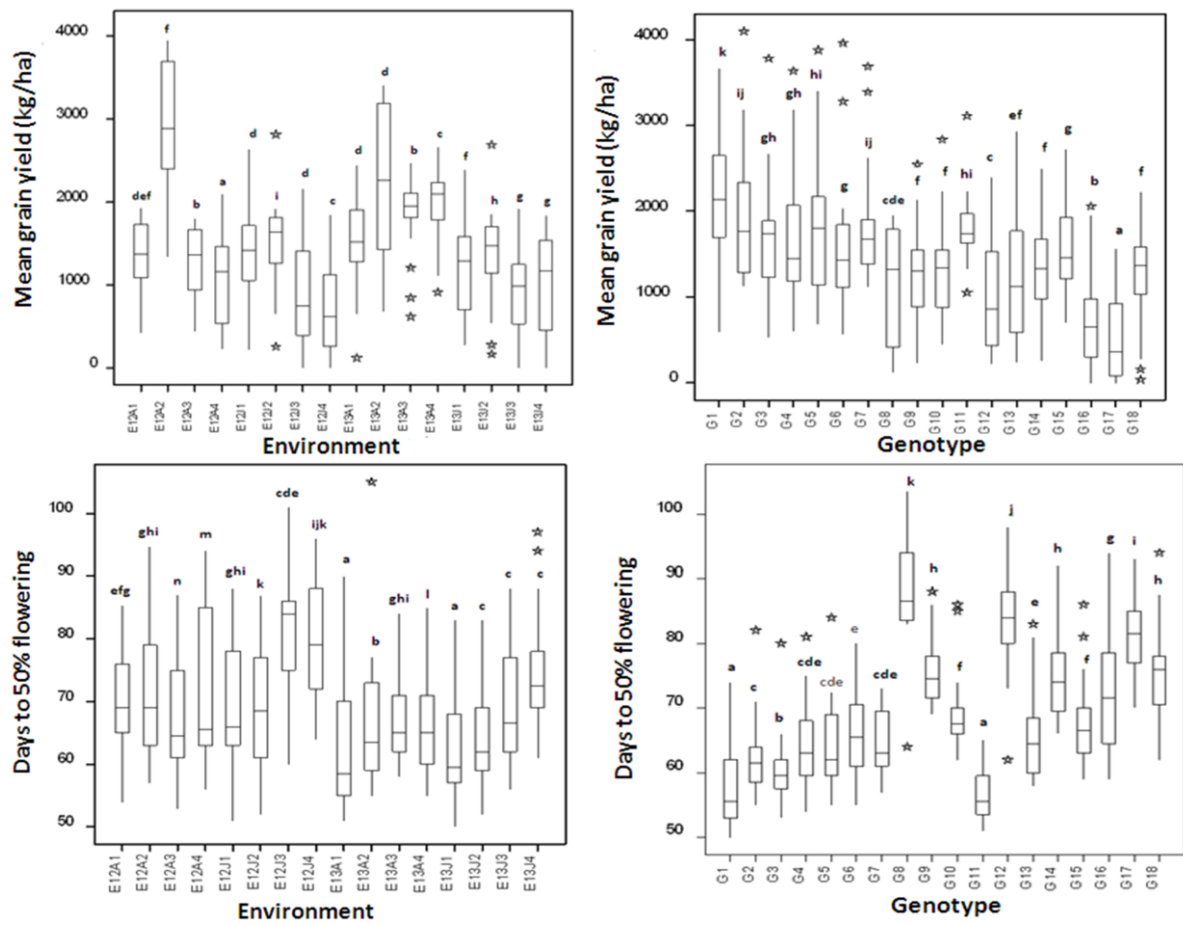 Mean grain yield (kg/ha)
4000
3000
2000
1000
0
f
def
b
a
d
i
d
c
d
d
b
c
f
h
g
g
E12A1
E12A2
E12A3
E12A4
E12J1
E12J2
E12J3
E12J4
E13A1
E13A2
E13A3
E13A4
E13J1
E13J2
E13J3
E13J4
Environment
Mean grain yield (kg/ha)
4000
3000
2000
1000
0
k
ij
gh
gh
hi
g
ij
cde
f
f
hi
c
ef
f
g
b
a
f
G1
G2
G3
G4
G5
G6
G7
G8
G9
G10
G11
G12
G13
G14
G15
G16
G17
G18
Genotype
Days to 50% flowering
100
90
80
70
60
50
efg
ghi
n
m
ghi
k
cde
ijk
a
b
ghi
l
a
c
c
c
E12A1
E12A2
E12A3
E12A4
E12J1
E12J2
E12J3
E12J4
E13A1
E13A2
E13A3
E13A4
E13J1
E13J2
E13J3
E13J4
Environment
Days to 50% flowering
100
90
80
70
60
50
a
c
b
cde
cde
e
cde
k
h
f
a
j
e
h
f
g
i
h
G1
G2
G3
G4
G5
G6
G7
G8
G9
G10
G11
G12
G13
G14
G15
G16
G17
G18
Genotype